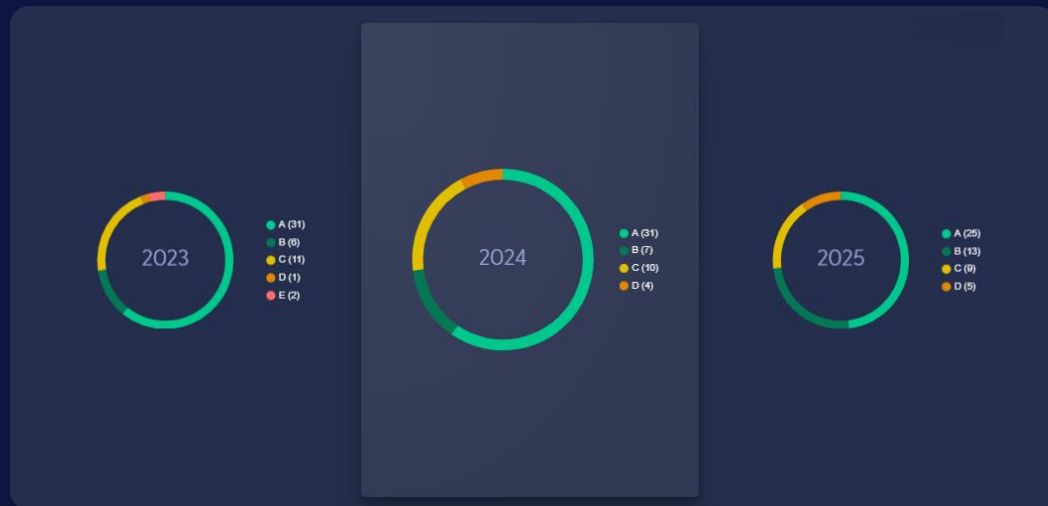 2023
A (31)
B (6)
C (11)
D (1)
E (2)
2024
A (31)
B (7)
C (10)
D (4)
2025
A (25)
B (13)
C (9)
D (5)